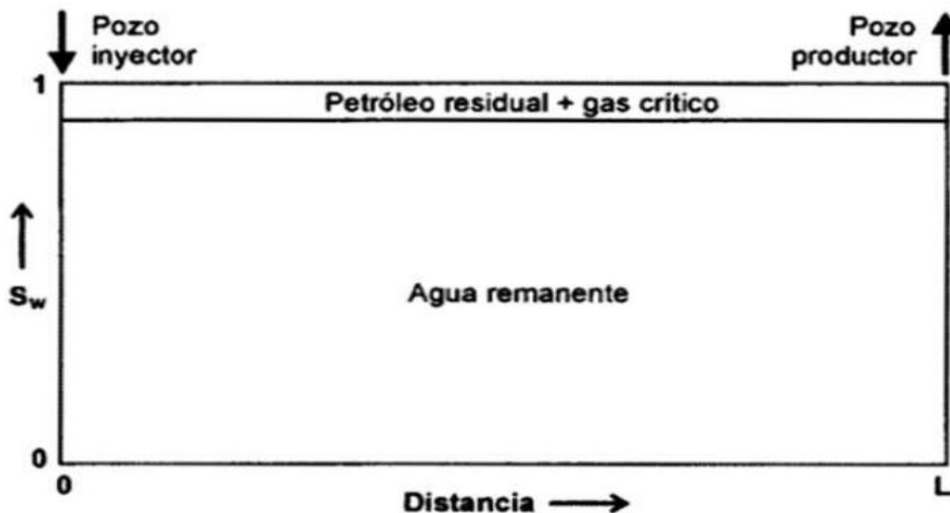 Pozo
inyector
Pozo
productor
1
Petróleo residual + gas crítico
Sw
Agua remanente
0
0
Distancia
L